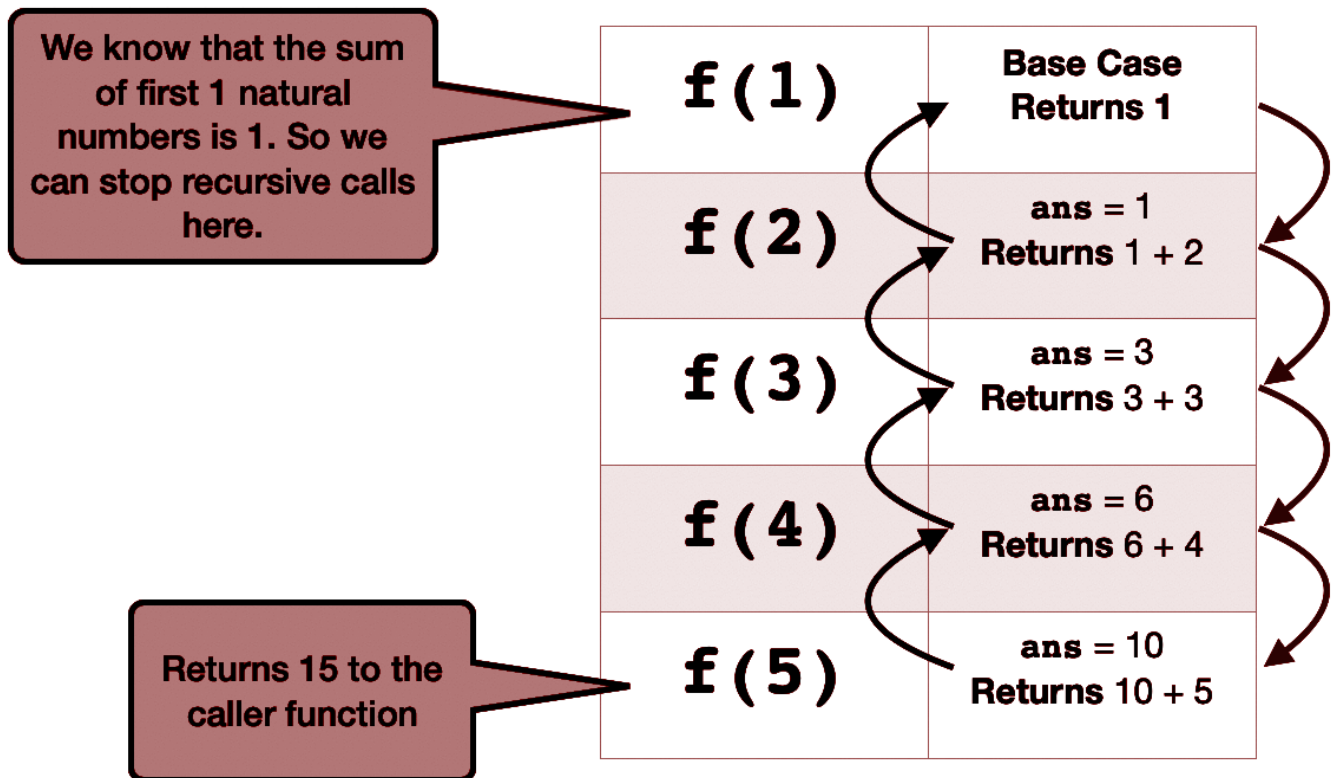 We know that the sum
of first 1 natural
numbers is 1. So we
can stop recursive calls
here.
f(1)
Base Case
Returns 1
f(2)
ans = 1
Returns 1 + 2
f(3)
ans = 3
Returns 3 + 3
f(4)
ans = 6
Returns 6 + 4
Returns 15 to the
caller function
f(5)
ans = 10
Returns 10 + 5